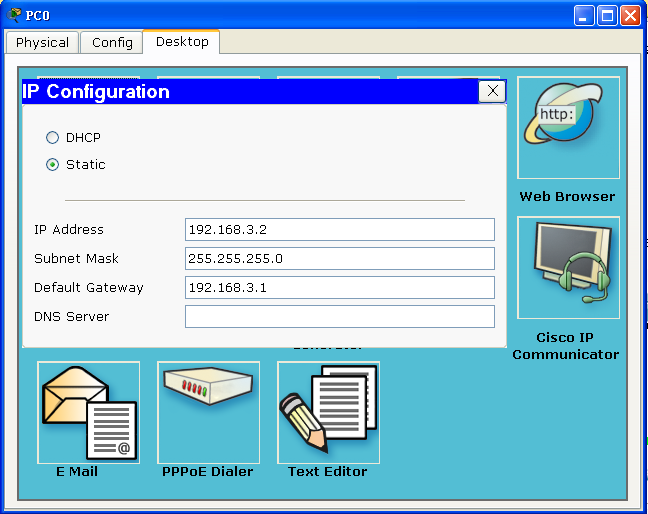 PC0
Physical Config Desktop
IP Configuration
X
DHCP
Static
IP Address 192.168.3.2
Subnet Mask 255.255.255.0
Default Gateway 192.168.3.1
DNS Server
http:
Web Browser
Cisco IP
Communicator
@
E Mail
PPPoE Dialer
Text Editor